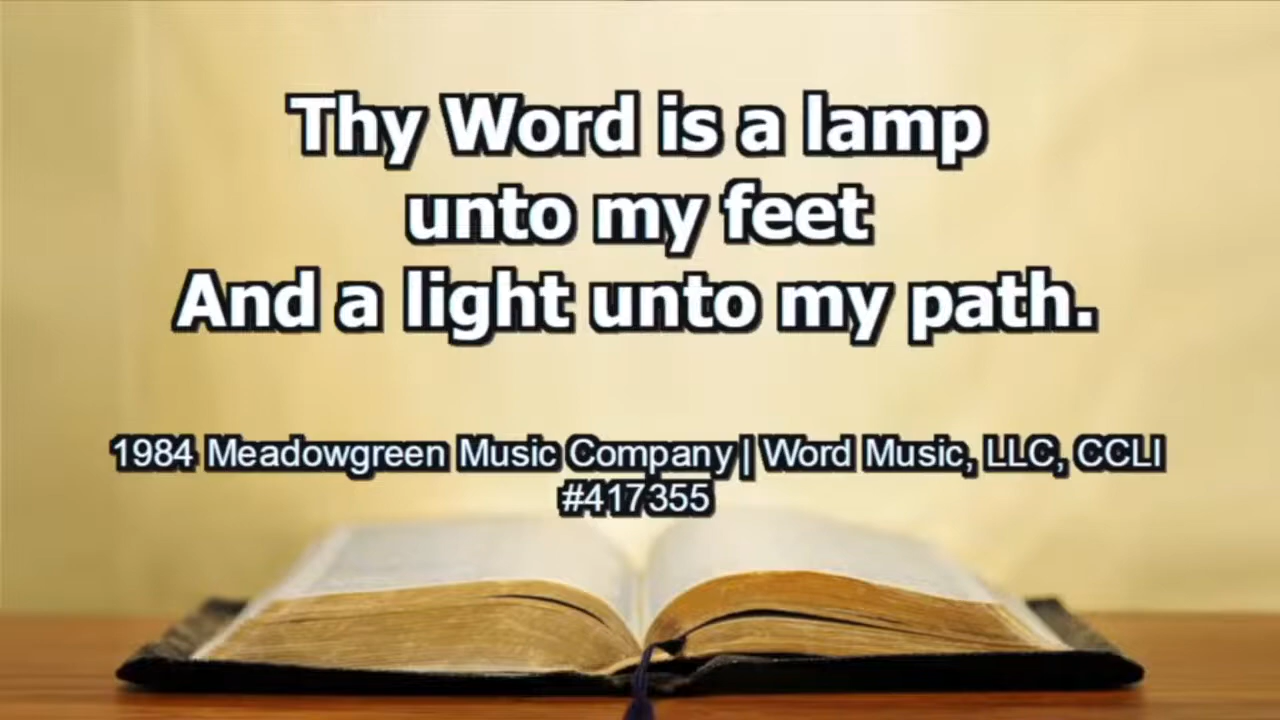 Thy Word is a lamp
unto my feet
And a light unto my path.
1984 Meadowgreen Music Company | Word Music, LLC, CCLI
#417355